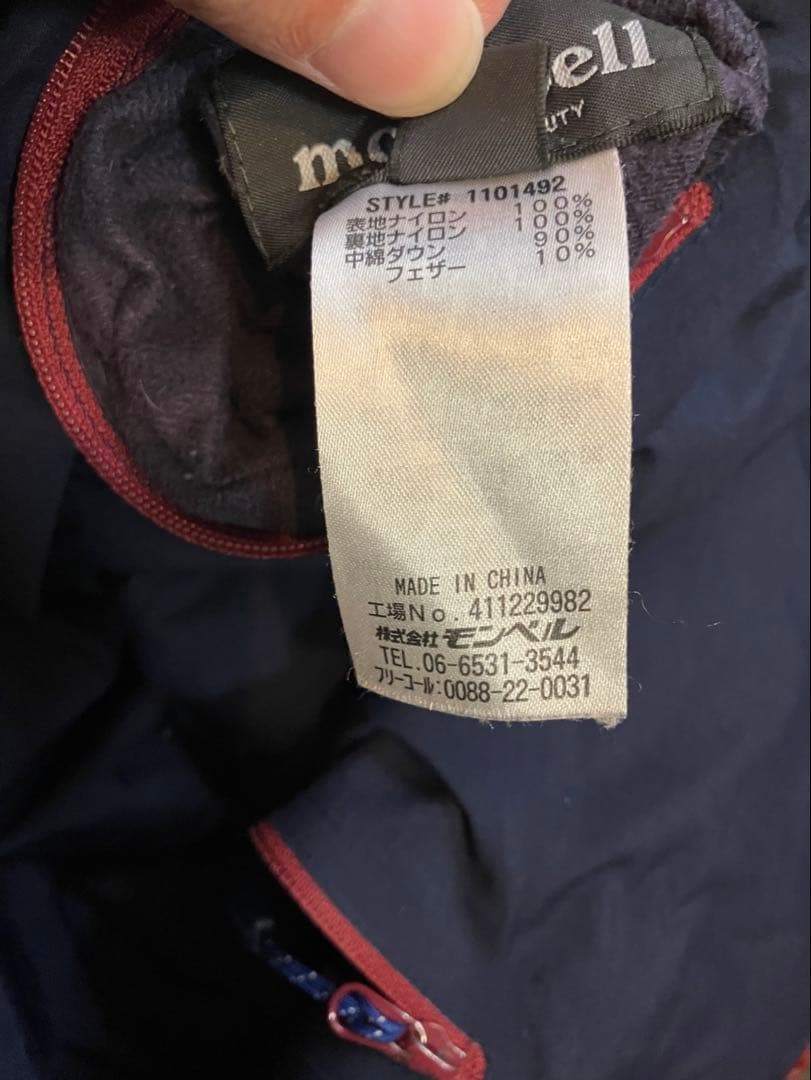 ell
UTY
STYLE# 1101492
表地ナイロン 100%
裏地ナイロン 100%
中綿ダウン 90%
フェザー 10%
MADE IN CHINA
工場No. 411229982
株式会社モンベル
TEL.06-6531-3544
フリーコール:0088-22-0031